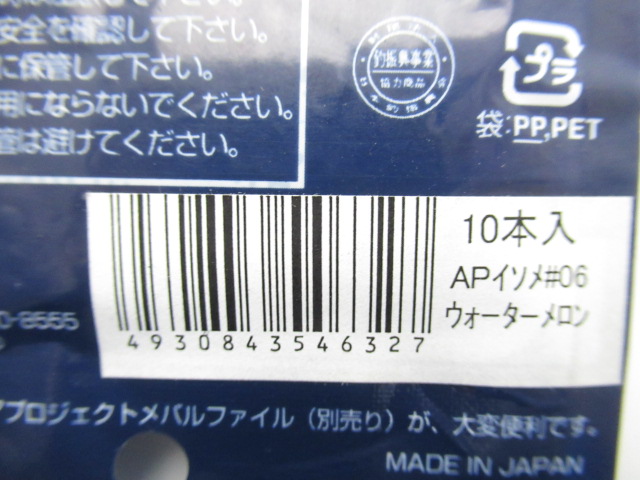 安全を確認して下さい。
に保管して下さい。
用にならないでください。
管は避けてください。
釣振興事業
協力商品
プラ
袋:PP,PET
10本入
APイソメ#06
ウォーターメロン
4930843546327
0-8555
プロジェクトメバルファイル(別売り)が、大変便利です。
MADE IN JAPAN